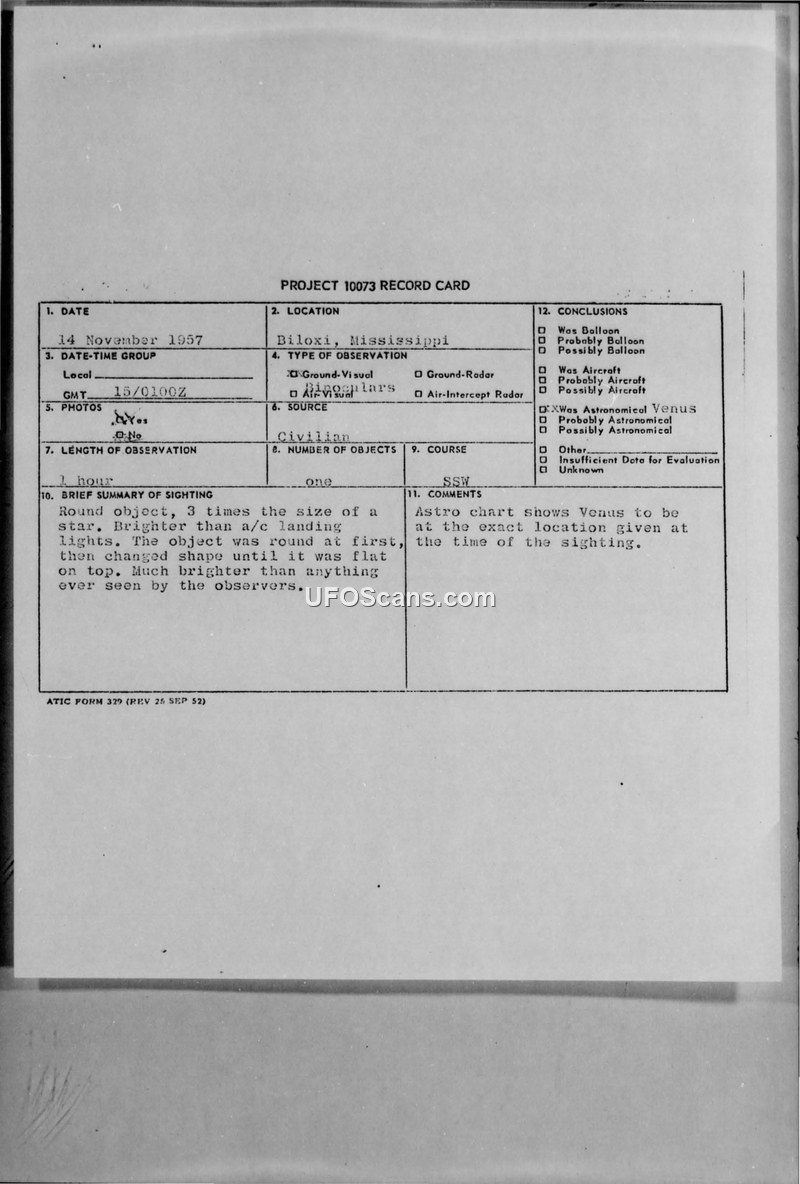 PROJECT 10073 RECORD CARD
1. DATE
14 November 1957
2. LOCATION
Biloxi, Mississippi
12. CONCLUSIONS
Was Balloon
Probably Balloon
Possibly Balloon
Was Aircraft
Probably Aircraft
Possibly Aircraft
XWas Astronomical Venus
Probably Astronomical
Possibly Astronomical
Other
Insufficient Data for Evaluation
Unknown
3. DATE-TIME GROUP
Local
GMT 15/0100Z
4. TYPE OF OBSERVATION
Ground-Visual
Ground-Radar
Binoculars
Air-Visual
Air-Intercept Radar
5. PHOTOS
No
6. SOURCE
Civilian
7. LENGTH OF OBSERVATION
1 hour
8. NUMBER OF OBJECTS
one
9. COURSE
SSW
10. BRIEF SUMMARY OF SIGHTING
Round object, 3 times the size of a
star. Brighter than a/c landing
lights. The object was round at first,
then changed shape until it was flat
on top. Much brighter than anything
ever seen by the observers.
11. COMMENTS
Astro chart shows Venus to be
at the exact location given at
the time of the sighting.
UFOScans.com
ATIC FORM 329 (REV 26 SEP 52)